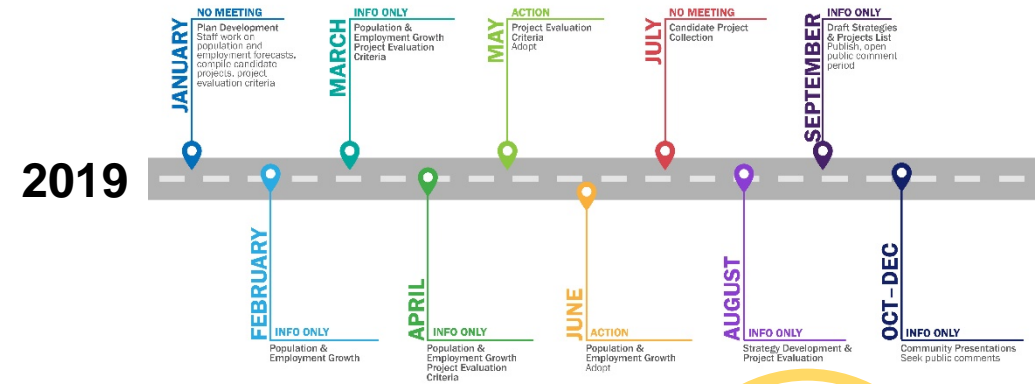 2019
JANUARY
NO MEETING
Plan Development
Staff work on
population and
employment forecasts,
compile candidate
projects, project
evaluation criteria
FEBRUARY
INFO ONLY
Population &
Employment Growth
MARCH
INFO ONLY
Population &
Employment Growth
Project Evaluation
Criteria
APRIL
INFO ONLY
Population &
Employment Growth
Project Evaluation
Criteria
MAY
ACTION
Project Evaluation
Criteria
Adopt
JUNE
ACTION
Population &
Employment Growth
Adopt
JULY
NO MEETING
Candidate Project
Collection
AUGUST
INFO ONLY
Strategy Development &
Project Evaluation
SEPTEMBER
INFO ONLY
Draft Strategies
& Projects List
Publish, open
public comment
period
OCT–DEC
INFO ONLY
Community Presentations
Seek public comments